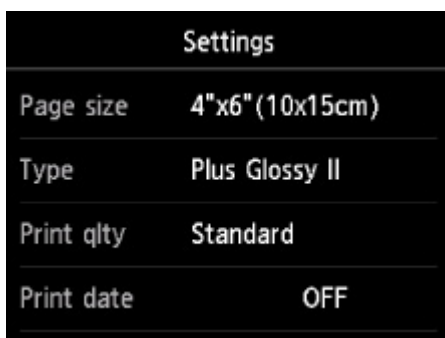 Settings
Page size 4"x6"(10x15cm)
Type Plus Glossy II
Print qlty Standard
Print date OFF